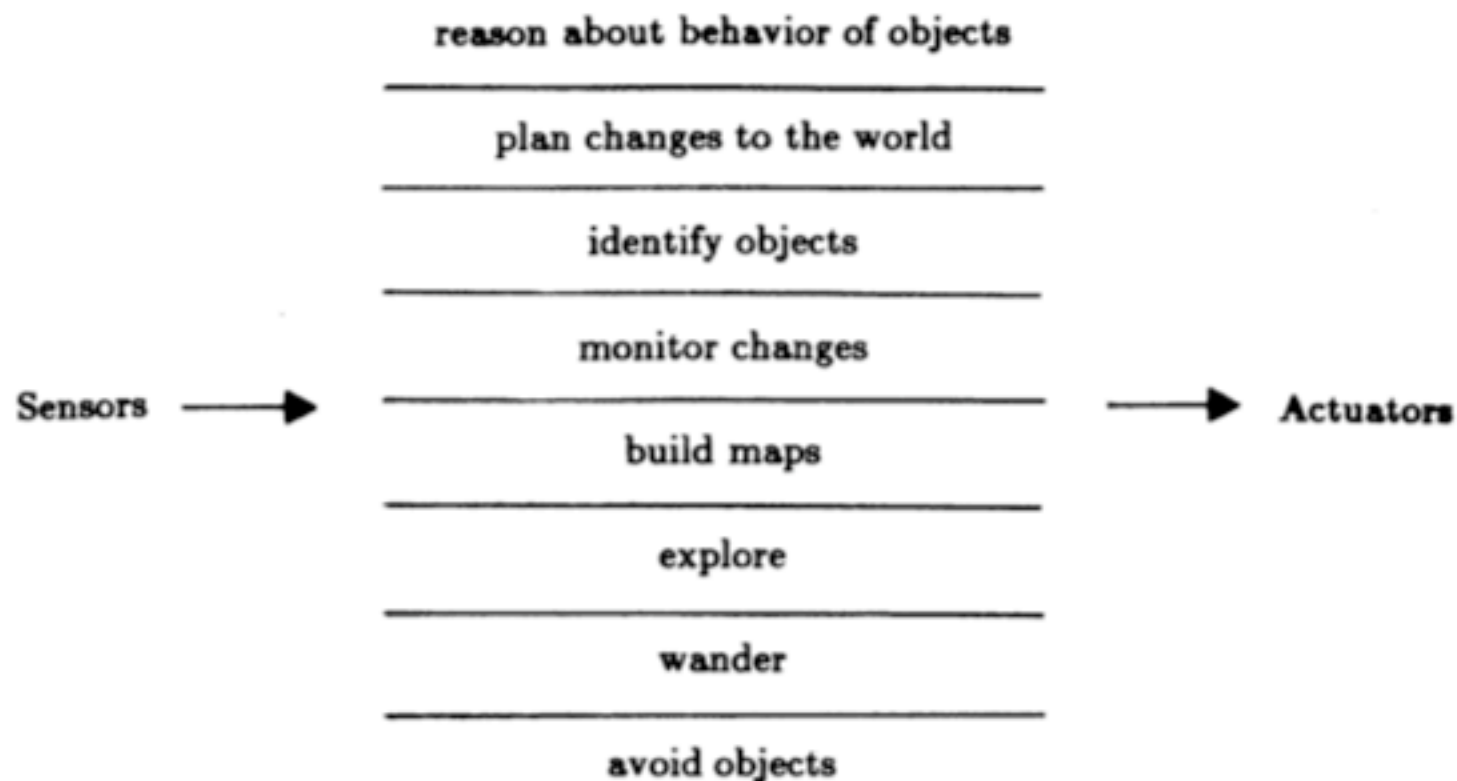 reason about behavior of objects
plan changes to the world
identify objects
monitor changes
Sensors
Actuators
build maps
explore
wander
avoid objects